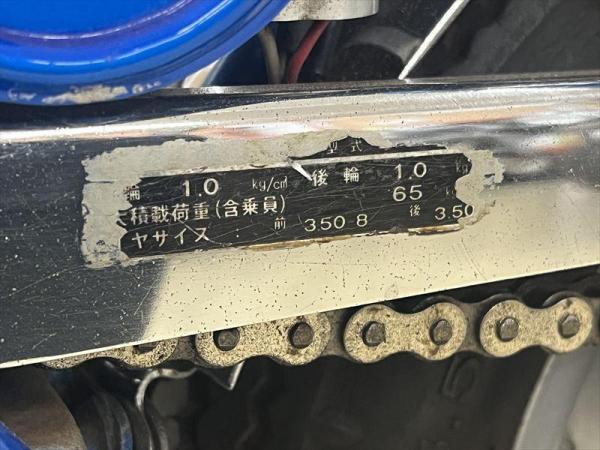 型式
輪 1.0 kg/cm 後輪 1.0 kg
積載荷重(含乗員) 65
ヤサイズ 前 3.50 8 後 3.50